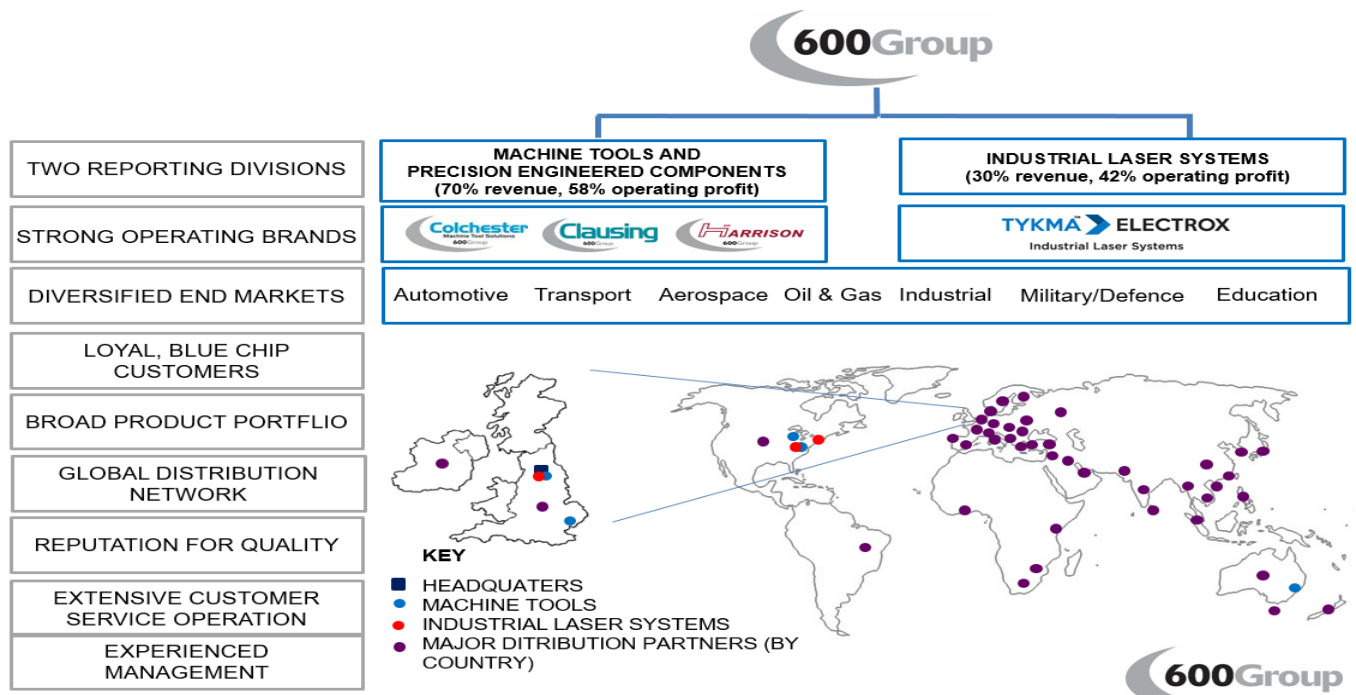 600Group
TWO REPORTING DIVISIONS
MACHINE TOOLS AND
PRECISION ENGINEERED COMPONENTS
(70% revenue, 58% operating profit)
INDUSTRIAL LASER SYSTEMS
(30% revenue, 42% operating profit)
STRONG OPERATING BRANDS
Colchester
Machine Tool Solutions
600Group
Clausing
600Group
HARRISON
600Group
TYKMA ELECTROX
Industrial Laser Systems
DIVERSIFIED END MARKETS
Automotive Transport Aerospace Oil & Gas Industrial Military/Defence Education
LOYAL, BLUE CHIP
CUSTOMERS
BROAD PRODUCT PORTFLIO
GLOBAL DISTRIBUTION
NETWORK
REPUTATION FOR QUALITY
EXTENSIVE CUSTOMER
SERVICE OPERATION
EXPERIENCED
MANAGEMENT
KEY
HEADQUATERS
MACHINE TOOLS
INDUSTRIAL LASER SYSTEMS
MAJOR DITRIBUTION PARTNERS (BY
COUNTRY)
600Group